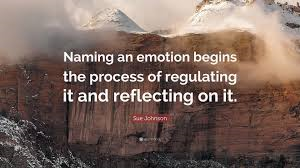 Naming an emotion begins
the process of regulating
it and reflecting on it.
Sue Johnson